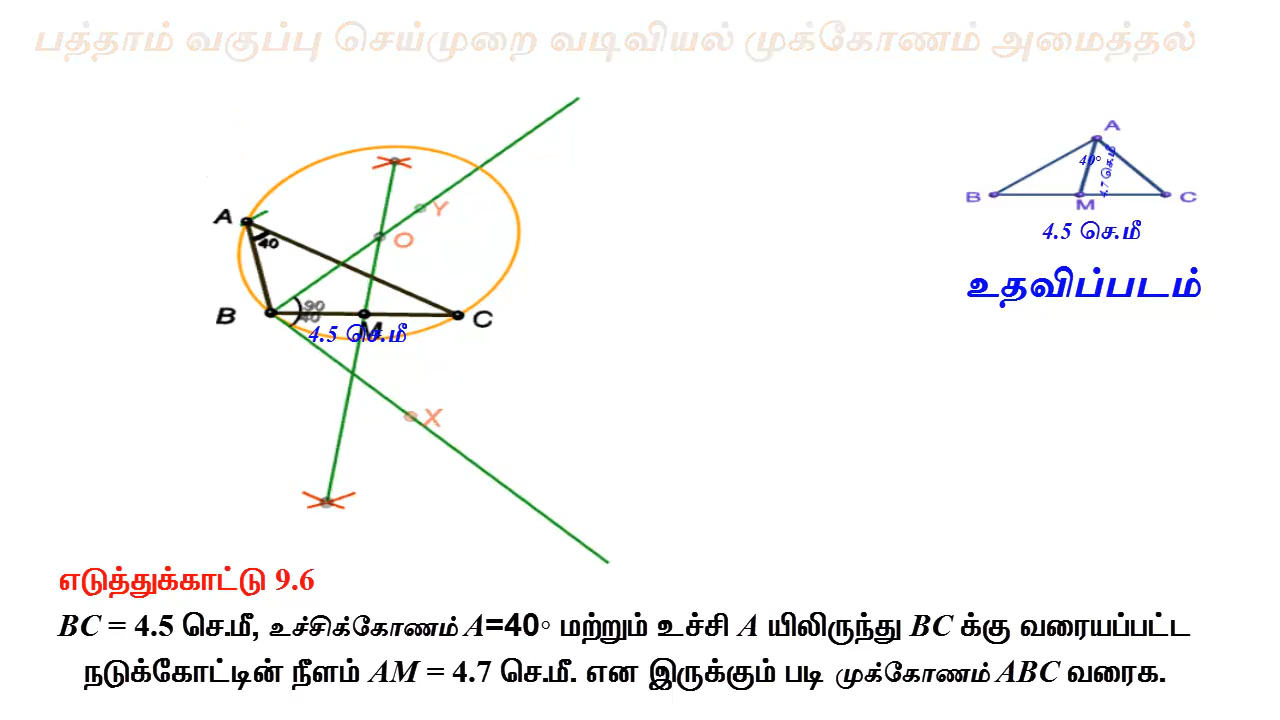 பத்தாம் வகுப்பு செய்முறை வடிவியல் முக்கோணம் அமைத்தல்
A
40°
4.7 செ.மீ
B
M
C
4.5 செ.மீ
உதவிப்படம்
Y
A
40
O
90
40
B
M
C
4.5 செ.மீ
X
எடுத்துக்காட்டு 9.6
BC = 4.5 செ.மீ, உச்சிக்கோணம் A=40° மற்றும் உச்சி A யிலிருந்து BC க்கு வரையப்பட்ட
நடுக்கோட்டின் நீளம் AM = 4.7 செ.மீ. என இருக்கும் படி முக்கோணம் ABC வரைக.